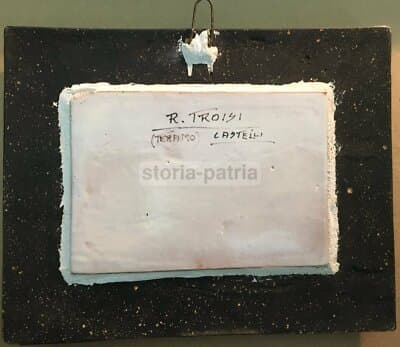 R. TROISI
(TERAMO) CASTELLI
storia-patria